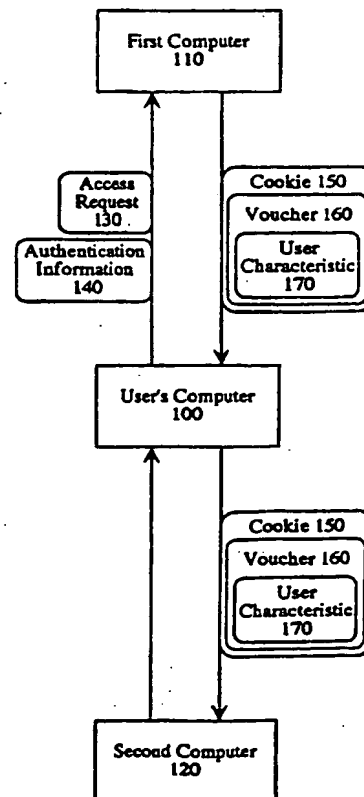 First Computer
110
Access
Request
130
Authentication
Information
140
Cookie 150
Voucher 160
User
Characteristic
170
User's Computer
100
Cookie 150
Voucher 160
User
Characteristic
170
Second Computer
120